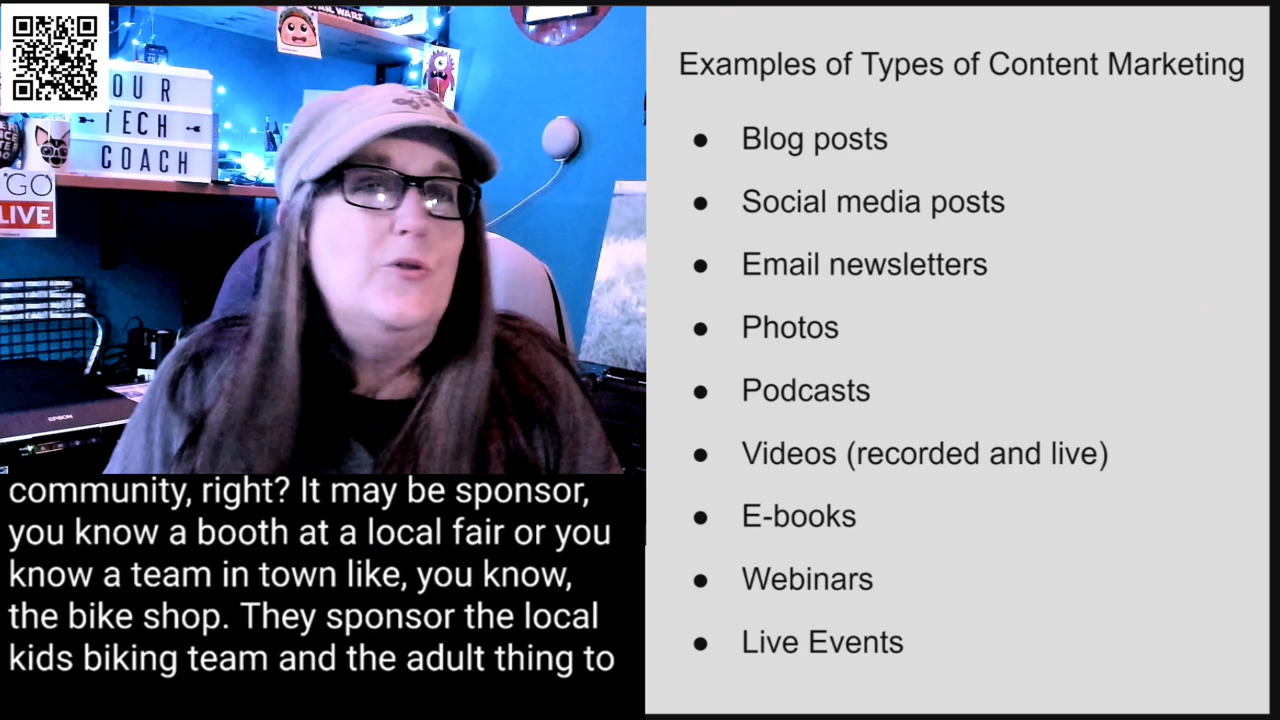 STAR WARS
OUR
TECH
COACH
GO
LIVE
EPSON
community, right? It may be sponsor,
you know a booth at a local fair or you
know a team in town like, you know,
the bike shop. They sponsor the local
kids biking team and the adult thing to
Examples of Types of Content Marketing
● Blog posts
● Social media posts
● Email newsletters
● Photos
● Podcasts
● Videos (recorded and live)
● E-books
● Webinars
● Live Events